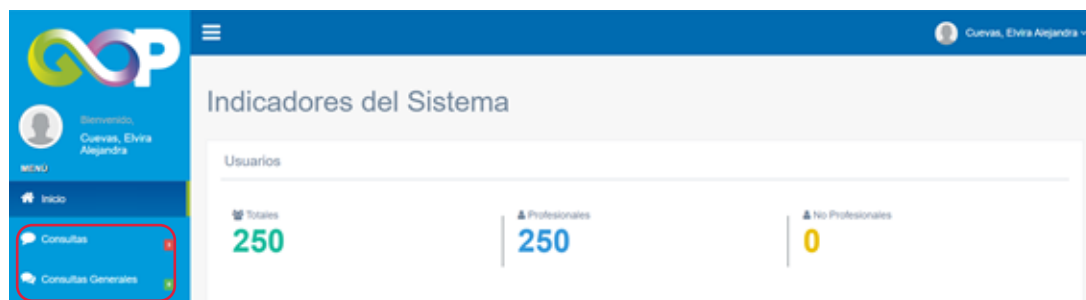 GOP
Cuevas, Elvira Alejandra
Bienvenido,
Cuevas, Elvira
Alejandra
MENÚ
Inicio
Consultas
Consultas Generales
Indicadores del Sistema
Usuarios
Totales
250
Profesionales
250
No Profesionales
0